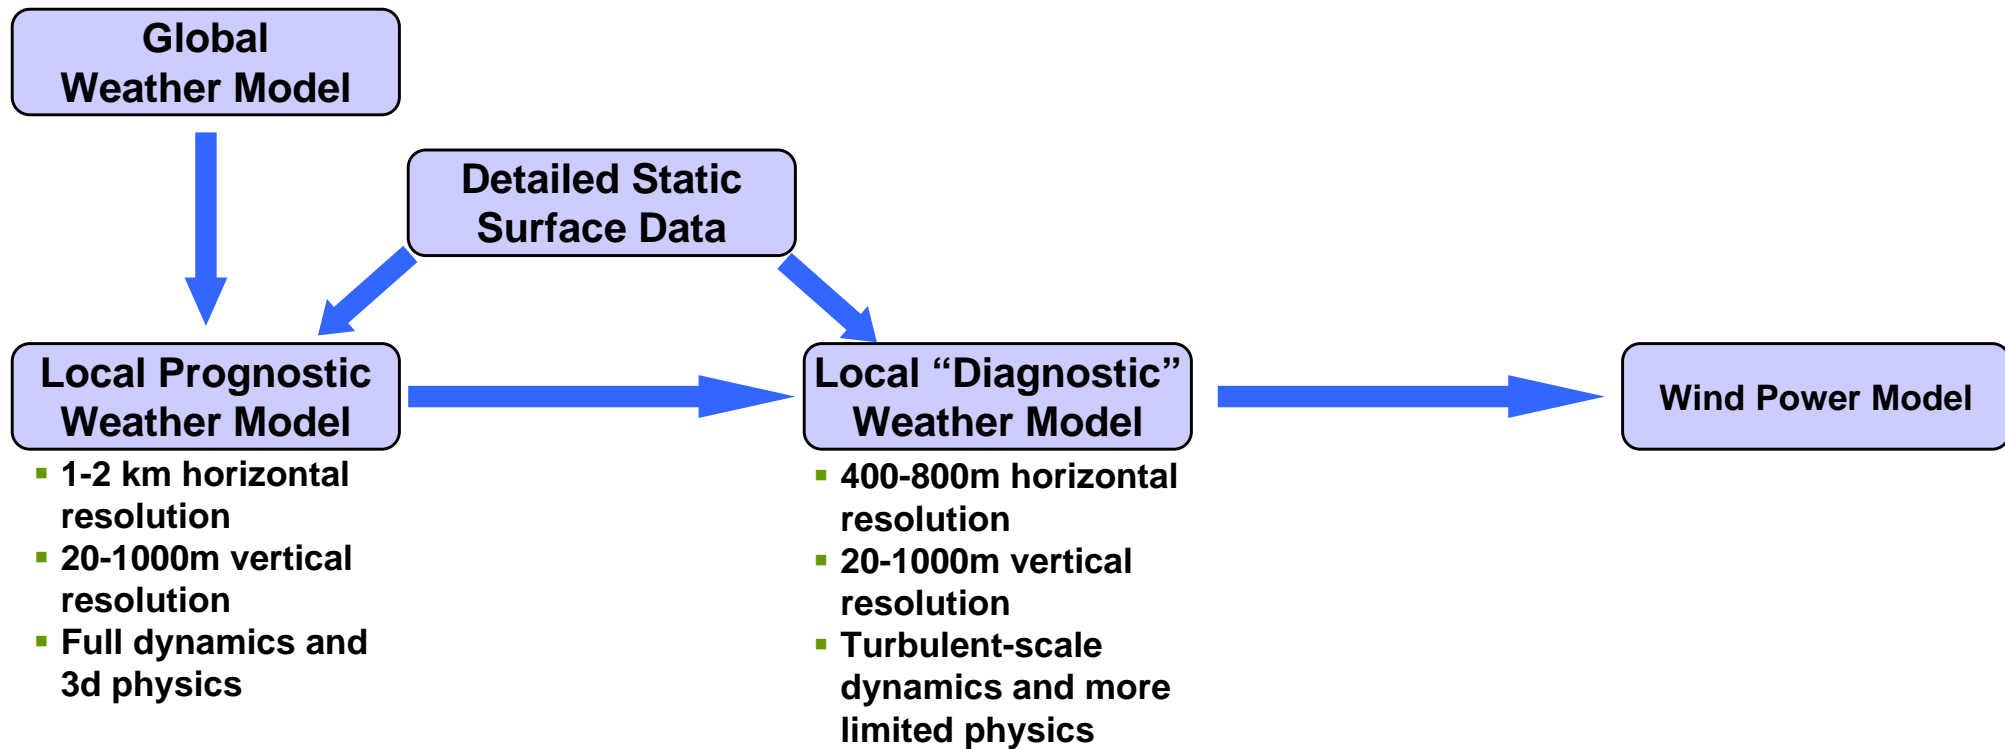 Global
Weather Model
Detailed Static
Surface Data
Local Prognostic
Weather Model
▪ 1-2 km horizontal
resolution
▪ 20-1000m vertical
resolution
▪ Full dynamics and
3d physics
Local “Diagnostic”
Weather Model
▪ 400-800m horizontal
resolution
▪ 20-1000m vertical
resolution
▪ Turbulent-scale
dynamics and more
limited physics
Wind Power Model